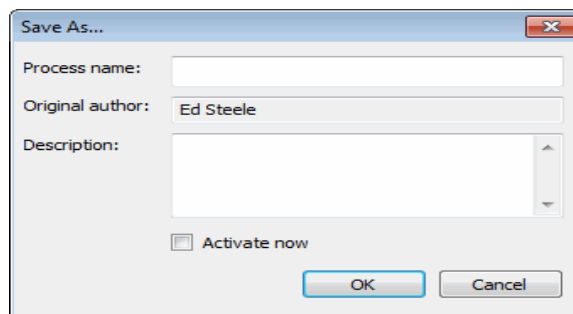 Save As...
Process name:
Original author: Ed Steele
Description:
Activate now
OK Cancel